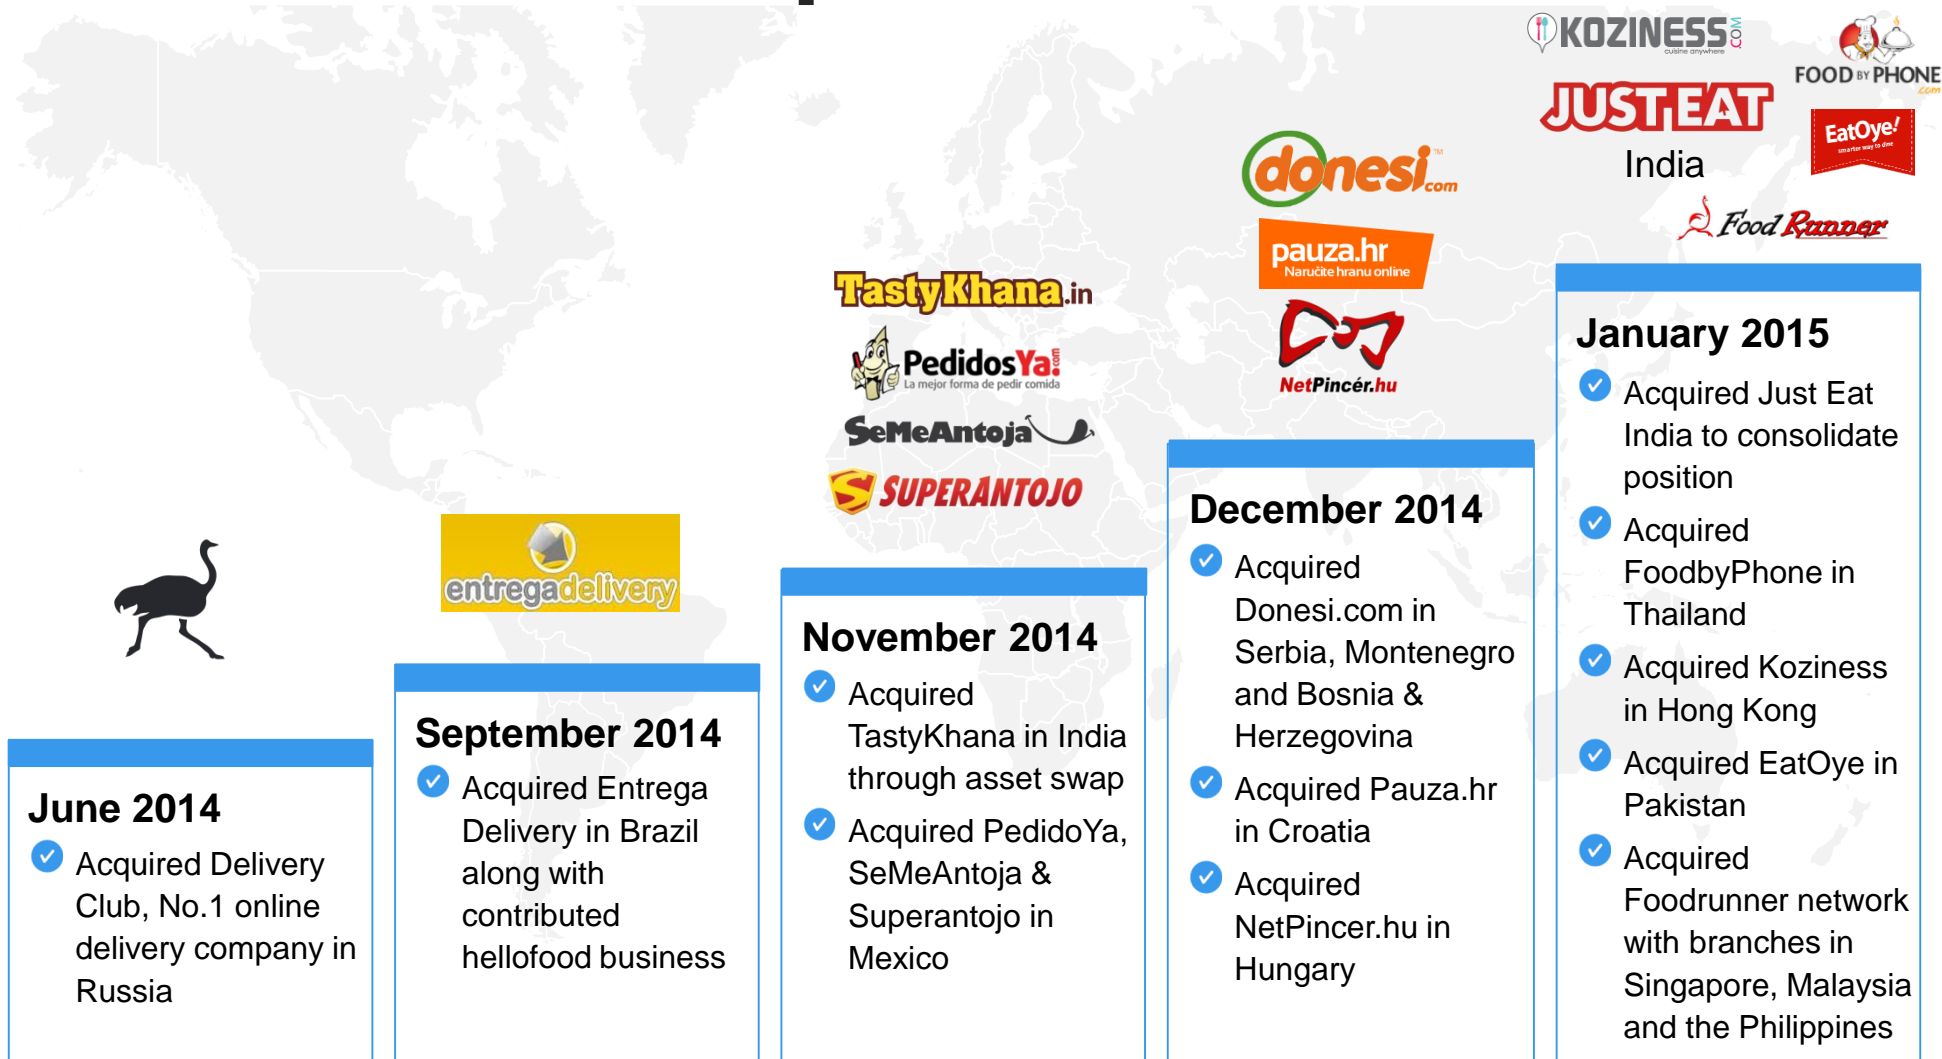 KOZINESS.COM
cuisine anywhere
FOOD BY PHONE
.com
JUST EAT
India
EatOye!
smarter way to dine
Food Runner
donesi.com™
pauza.hr
Naručite hranu online
NetPincér.hu
TastyKhana.in
PedidosYa!.com
La mejor forma de pedir comida
SeMeAntoja
SUPERANTOJO
entregadelivery
June 2014
Acquired Delivery
Club, No.1 online
delivery company in
Russia
September 2014
Acquired Entrega
Delivery in Brazil
along with
contributed
hellofood business
November 2014
Acquired
TastyKhana in India
through asset swap
Acquired PedidoYa,
SeMeAntoja &
Superantojo in
Mexico
December 2014
Acquired
Donesi.com in
Serbia, Montenegro
and Bosnia &
Herzegovina
Acquired Pauza.hr
in Croatia
Acquired
NetPincer.hu in
Hungary
January 2015
Acquired Just Eat
India to consolidate
position
Acquired
FoodbyPhone in
Thailand
Acquired Koziness
in Hong Kong
Acquired EatOye in
Pakistan
Acquired
Foodrunner network
with branches in
Singapore, Malaysia
and the Philippines